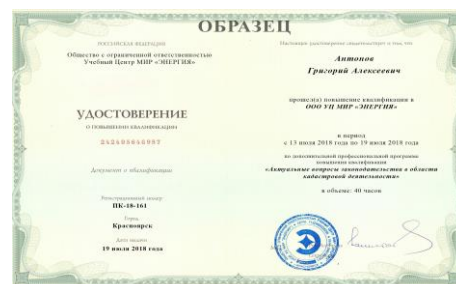 ОБРАЗЕЦ
РОССИЙСКАЯ ФЕДЕРАЦИЯ
Общество с ограниченной ответственностью
Учебный Центр МИР «ЭНЕРГИЯ»
УДОСТОВЕРЕНИЕ
О ПОВЫШЕНИИ КВАЛИФИКАЦИИ
Документ о квалификации
Регистрационный номер
ПК-18-161
Город
Красноярск
Дата выдачи
19 июля 2018 года
Настоящее удостоверение свидетельствует о том, что
Антонов
Григорий Алексеевич
прошел(а) повышение квалификации в
ООО УЦ МИР «ЭНЕРГИЯ»
в период
с 13 июля 2018 года по 19 июля 2018 года
по дополнительной профессиональной программе
повышения квалификации
«Актуальные вопросы законодательства в области
кадастровой деятельности»
в объеме: 40 часов